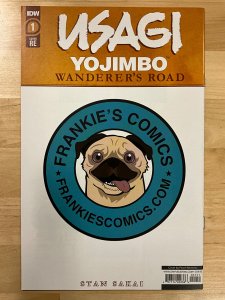 IDW
1
RE
USAGI
YOJIMBO
WANDERER'S ROAD
FRANKIE'S COMICS
FRANKIESCOMICS.COM
STAN SAKAI